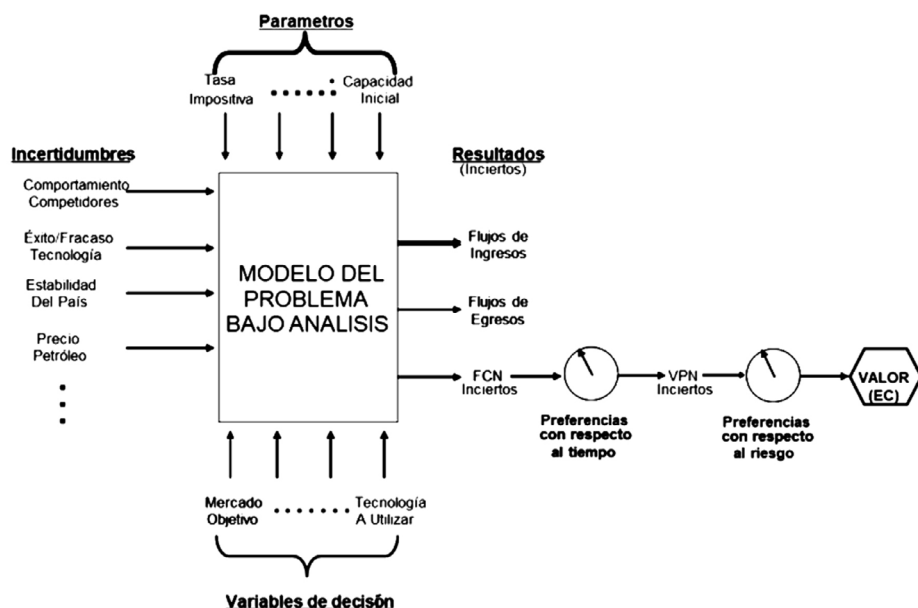 Parametros
Tasa
Impositiva
Capacidad
Inicial
Incertidumbres
Comportamiento
Competidores
Éxito/Fracaso
Tecnología
Estabilidad
Del País
Precio
Petróleo
MODELO DEL
PROBLEMA
BAJO ANALISIS
Resultados
(Inciertos)
Flujos de
Ingresos
Flujos de
Egresos
FCN
Inciertos
Preferencias
con respecto
al tiempo
VPN
Inciertos
Preferencias
con respecto
al riesgo
VALOR
(EC)
Mercado
Objetivo
Tecnología
A Utilizar
Variables de decisón